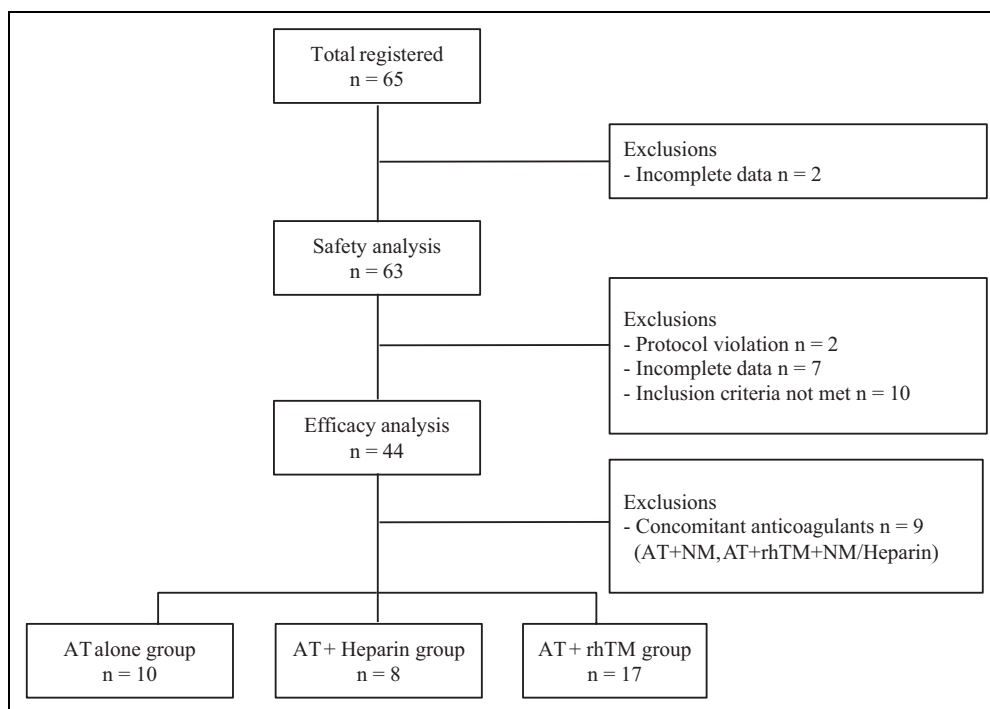 Total registered
n = 65
Exclusions
- Incomplete data n = 2
Safety analysis
n = 63
Exclusions
- Protocol violation n = 2
- Incomplete data n = 7
- Inclusion criteria not met n = 10
Efficacy analysis
n = 44
Exclusions
- Concomitant anticoagulants n = 9
(AT+NM, AT+rhTM+NM/Heparin)
AT alone group
n = 10
AT + Heparin group
n = 8
AT + rhTM group
n = 17